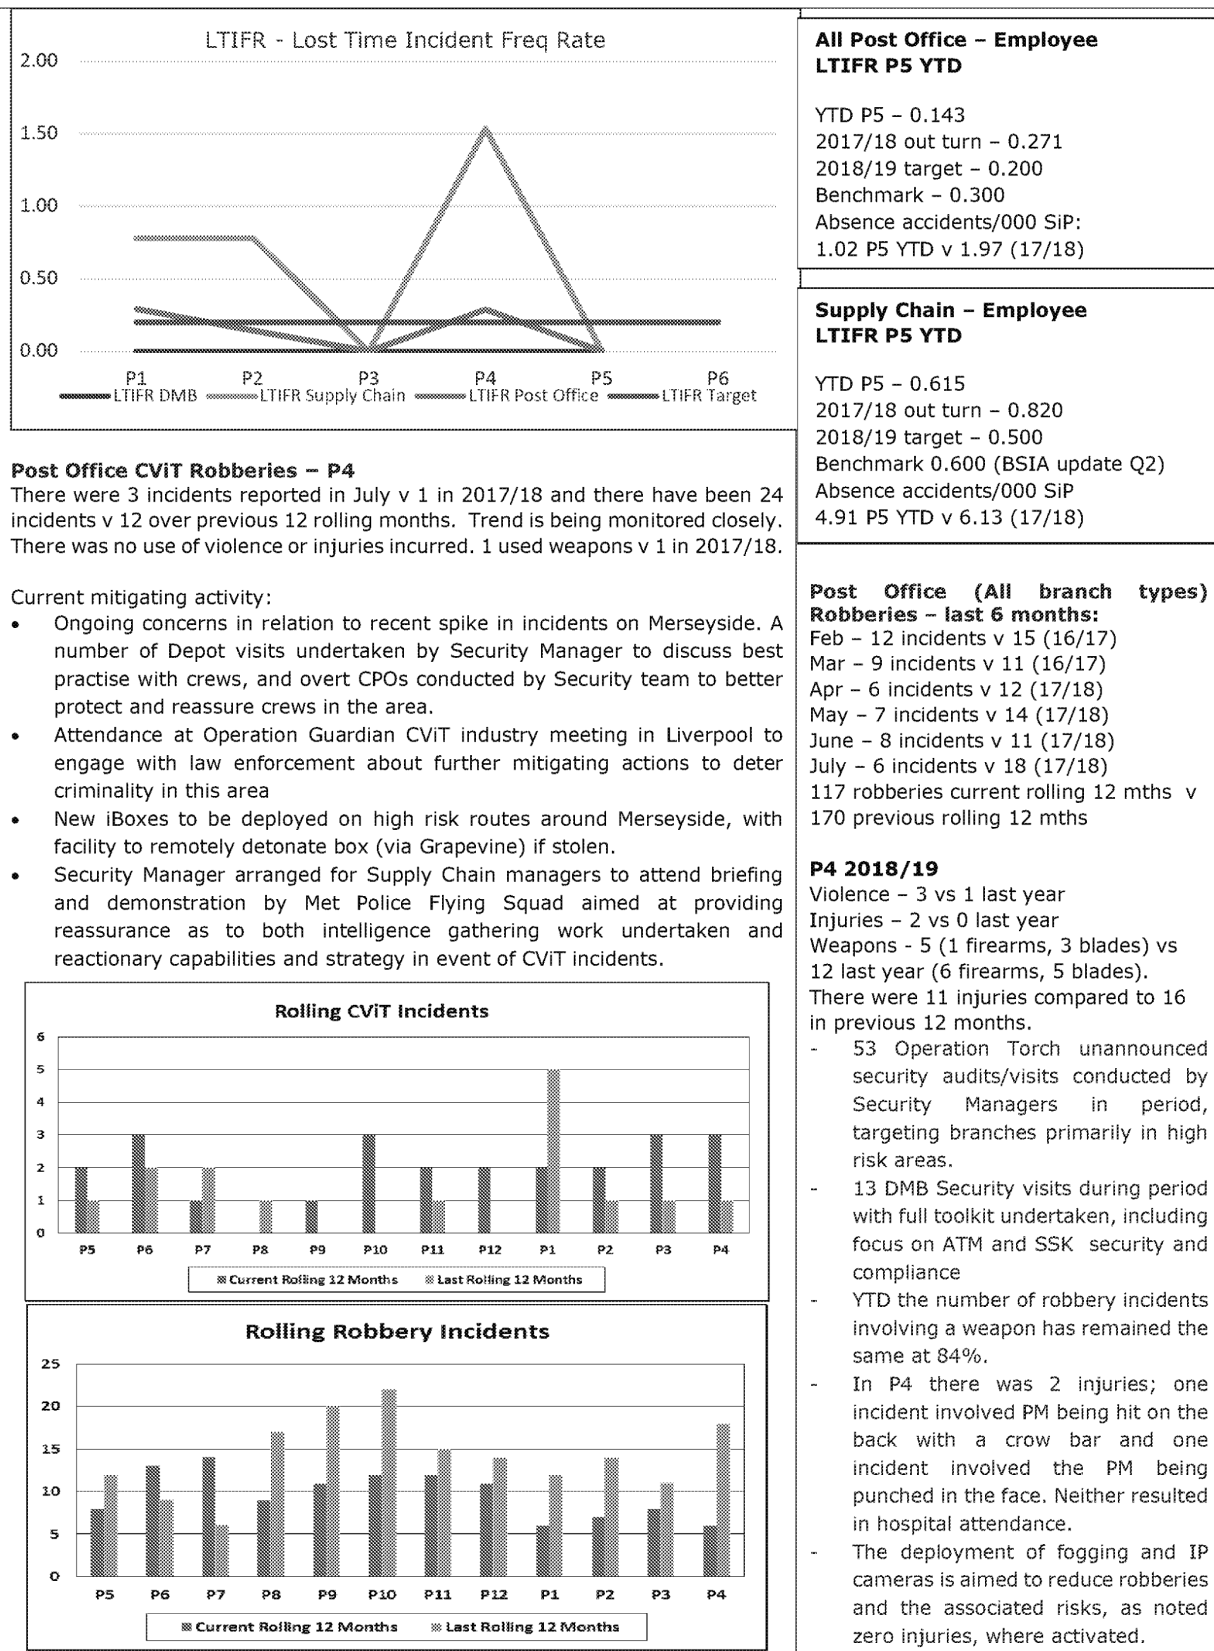 LTIFR - Lost Time Incident Freq Rate
2.00
1.50
1.00
0.50
0.00
P1 P2 P3 P4 P5 P6
LTIFR DMB LTIFR Supply Chain LTIFR Post Office LTIFR Target
Post Office CViT Robberies – P4
There were 3 incidents reported in July v 1 in 2017/18 and there have been 24
incidents v 12 over previous 12 rolling months. Trend is being monitored closely.
There was no use of violence or injuries incurred. 1 used weapons v 1 in 2017/18.
Current mitigating activity:
• Ongoing concerns in relation to recent spike in incidents on Merseyside. A
number of Depot visits undertaken by Security Manager to discuss best
practise with crews, and overt CPOs conducted by Security team to better
protect and reassure crews in the area.
• Attendance at Operation Guardian CViT industry meeting in Liverpool to
engage with law enforcement about further mitigating actions to deter
criminality in this area
• New iBoxes to be deployed on high risk routes around Merseyside, with
facility to remotely detonate box (via Grapevine) if stolen.
• Security Manager arranged for Supply Chain managers to attend briefing
and demonstration by Met Police Flying Squad aimed at providing
reassurance as to both intelligence gathering work undertaken and
reactionary capabilities and strategy in event of CViT incidents.
Rolling CViT Incidents
6
5
4
3
2
1
0
P5 P6 P7 P8 P9 P10 P11 P12 P1 P2 P3 P4
Current Rolling 12 Months Last Rolling 12 Months
Rolling Robbery Incidents
25
20
15
10
5
0
P5 P6 P7 P8 P9 P10 P11 P12 P1 P2 P3 P4
Current Rolling 12 Months Last Rolling 12 Months
All Post Office – Employee
LTIFR P5 YTD
YTD P5 – 0.143
2017/18 out turn – 0.271
2018/19 target – 0.200
Benchmark – 0.300
Absence accidents/000 SiP:
1.02 P5 YTD v 1.97 (17/18)
Supply Chain – Employee
LTIFR P5 YTD
YTD P5 – 0.615
2017/18 out turn – 0.820
2018/19 target – 0.500
Benchmark 0.600 (BSIA update Q2)
Absence accidents/000 SiP
4.91 P5 YTD v 6.13 (17/18)
Post Office (All branch types)
Robberies – last 6 months:
Feb – 12 incidents v 15 (16/17)
Mar – 9 incidents v 11 (16/17)
Apr – 6 incidents v 12 (17/18)
May – 7 incidents v 14 (17/18)
June – 8 incidents v 11 (17/18)
July – 6 incidents v 18 (17/18)
117 robberies current rolling 12 mths v
170 previous rolling 12 mths
P4 2018/19
Violence – 3 vs 1 last year
Injuries – 2 vs 0 last year
Weapons - 5 (1 firearms, 3 blades) vs
12 last year (6 firearms, 5 blades).
There were 11 injuries compared to 16
in previous 12 months.
- 53 Operation Torch unannounced
security audits/visits conducted by
Security Managers in period,
targeting branches primarily in high
risk areas.
- 13 DMB Security visits during period
with full toolkit undertaken, including
focus on ATM and SSK security and
compliance
- YTD the number of robbery incidents
involving a weapon has remained the
same at 84%.
- In P4 there was 2 injuries; one
incident involved PM being hit on the
back with a crow bar and one
incident involved the PM being
punched in the face. Neither resulted
in hospital attendance.
- The deployment of fogging and IP
cameras is aimed to reduce robberies
and the associated risks, as noted
zero injuries, where activated.